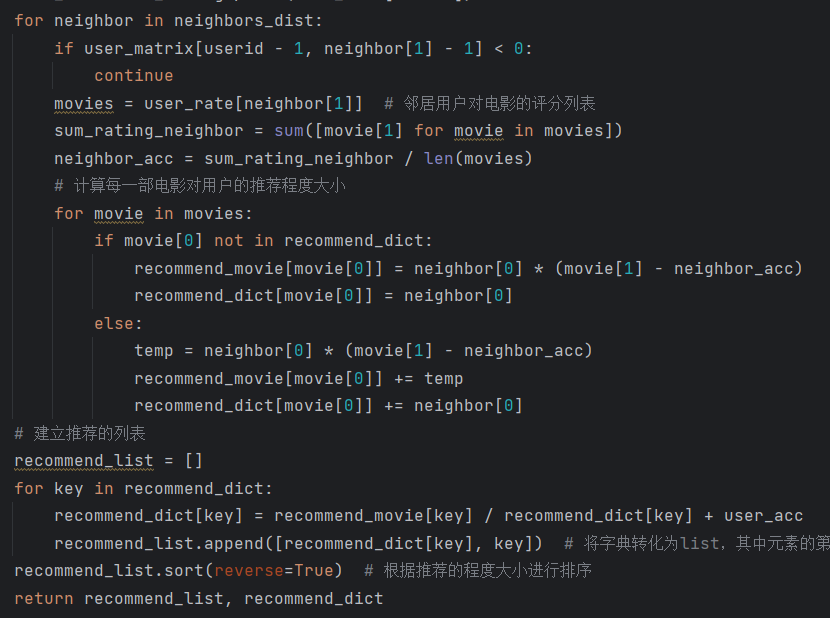 for neighbor in neighbors_dist:
    if user_matrix[userid - 1, neighbor[1] - 1] < 0:
        continue
    movies = user_rate[neighbor[1]]  # 邻居用户对电影的评分列表
    sum_rating_neighbor = sum([movie[1] for movie in movies])
    neighbor_acc = sum_rating_neighbor / len(movies)
    # 计算每一部电影对用户的推荐程度大小
    for movie in movies:
        if movie[0] not in recommend_dict:
            recommend_movie[movie[0]] = neighbor[0] * (movie[1] - neighbor_acc)
            recommend_dict[movie[0]] = neighbor[0]
        else:
            temp = neighbor[0] * (movie[1] - neighbor_acc)
            recommend_movie[movie[0]] += temp
            recommend_dict[movie[0]] += neighbor[0]
# 建立推荐的列表
recommend_list = []
for key in recommend_dict:
    recommend_dict[key] = recommend_movie[key] / recommend_dict[key] + user_acc
    recommend_list.append([recommend_dict[key], key])  # 将字典转化为list，其中元素的第
recommend_list.sort(reverse=True)  # 根据推荐的程度大小进行排序
return recommend_list, recommend_dict